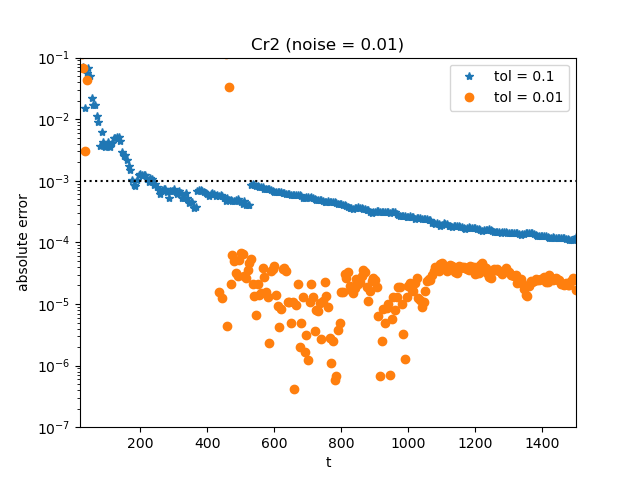 Cr2 (noise = 0.01)
tol = 0.1
tol = 0.01
absolute error
10^-1
10^-2
10^-3
10^-4
10^-5
10^-6
10^-7
200 400 600 800 1000 1200 1400
t